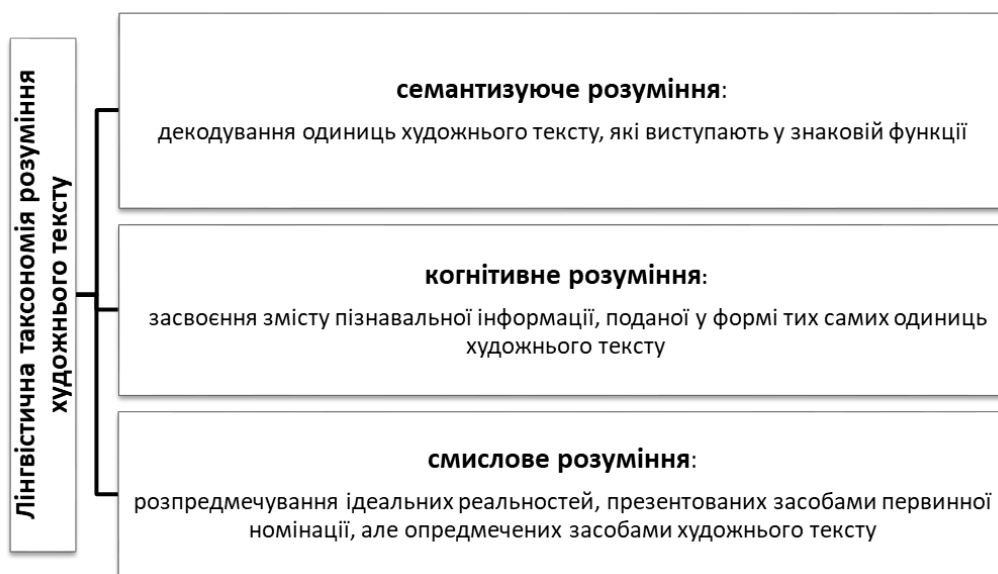 Лінгвістична таксономія розуміння
художнього тексту
семантизуюче розуміння:
декодування одиниць художнього тексту, які виступають у знаковій функції
когнітивне розуміння:
засвоєння змісту пізнавальної інформації, поданої у формі тих самих одиниць
художнього тексту
смислове розуміння:
розпредмечування ідеальних реальностей, презентованих засобами первинної
номінації, але опредмечених засобами художнього тексту